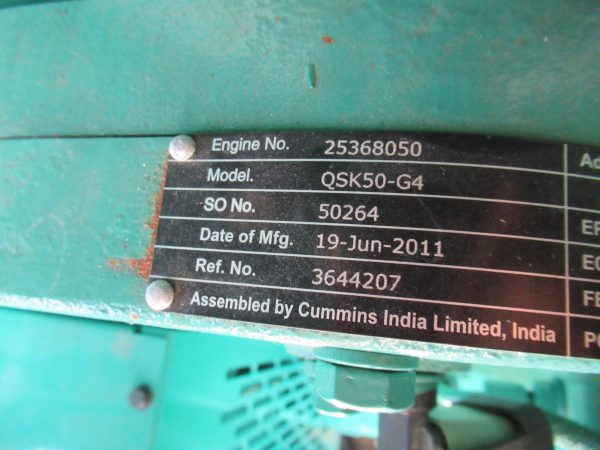 Engine No. 25368050
Model. QSK50-G4
SO No. 50264
Date of Mfg. 19-Jun-2011
Ref. No. 3644207
Assembled by Cummins India Limited, India